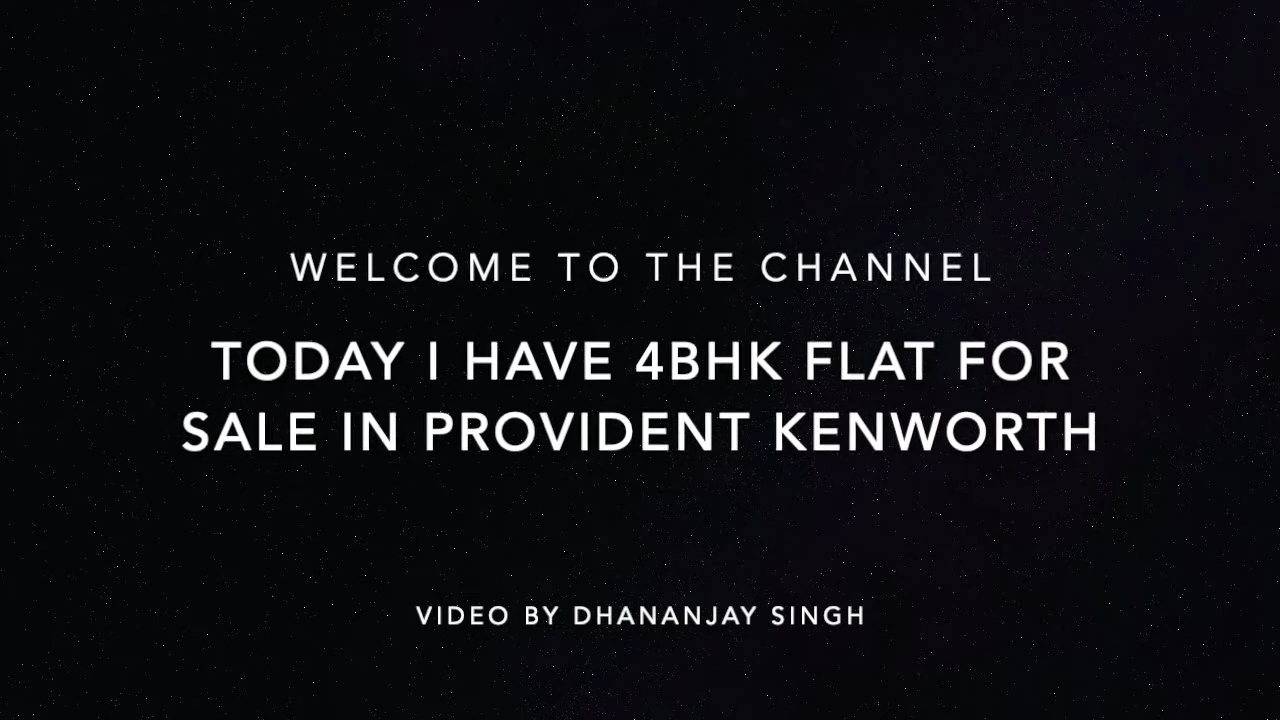 WELCOME TO THE CHANNEL
TODAY I HAVE 4BHK FLAT FOR
SALE IN PROVIDENT KENWORTH
VIDEO BY DHANANJAY SINGH